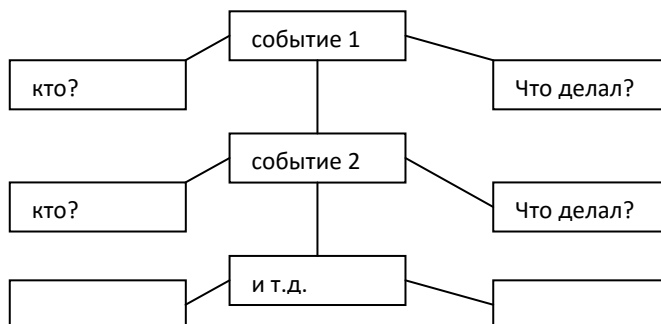 событие 1
кто?
Что делал?
событие 2
кто?
Что делал?
и т.д.